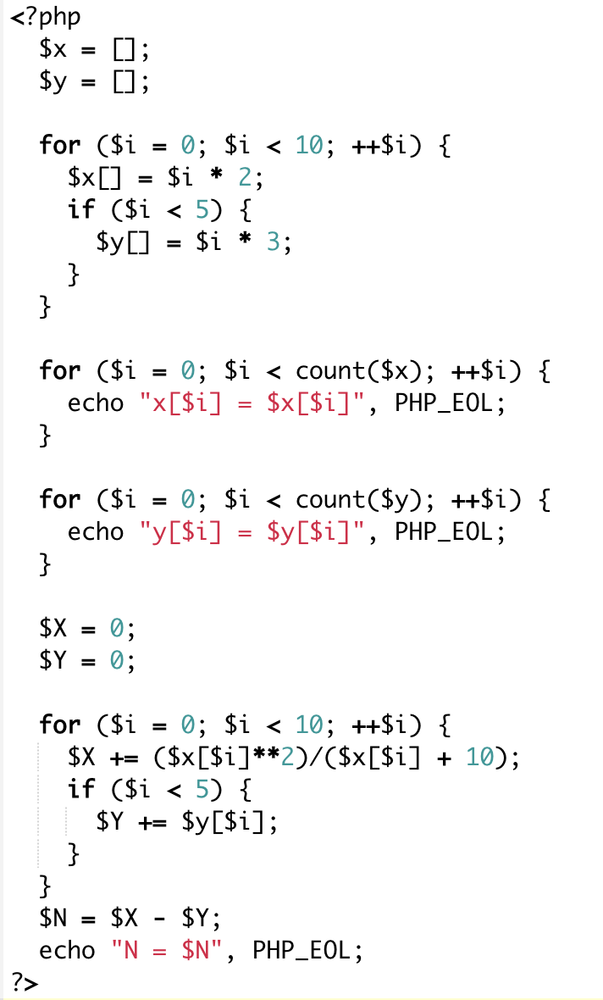 <?php
  $x = [];
  $y = [];

  for ($i = 0; $i < 10; ++$i) {
    $x[] = $i * 2;
    if ($i < 5) {
      $y[] = $i * 3;
    }
  }

  for ($i = 0; $i < count($x); ++$i) {
    echo "x[$i] = $x[$i]", PHP_EOL;
  }

  for ($i = 0; $i < count($y); ++$i) {
    echo "y[$i] = $y[$i]", PHP_EOL;
  }

  $X = 0;
  $Y = 0;

  for ($i = 0; $i < 10; ++$i) {
    $X += ($x[$i]**2)/($x[$i] + 10);
    if ($i < 5) {
      $Y += $y[$i];
    }
  }
  $N = $X - $Y;
  echo "N = $N", PHP_EOL;
?>